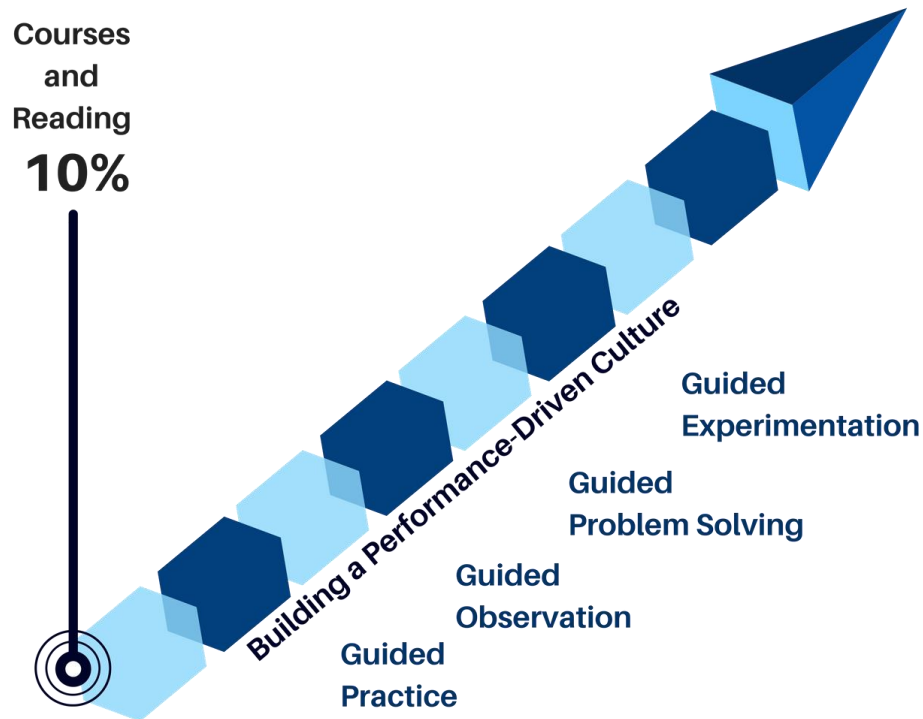 Courses
and
Reading
10%
Building a Performance-Driven Culture
Guided
Experimentation
Guided
Problem Solving
Guided
Observation
Guided
Practice